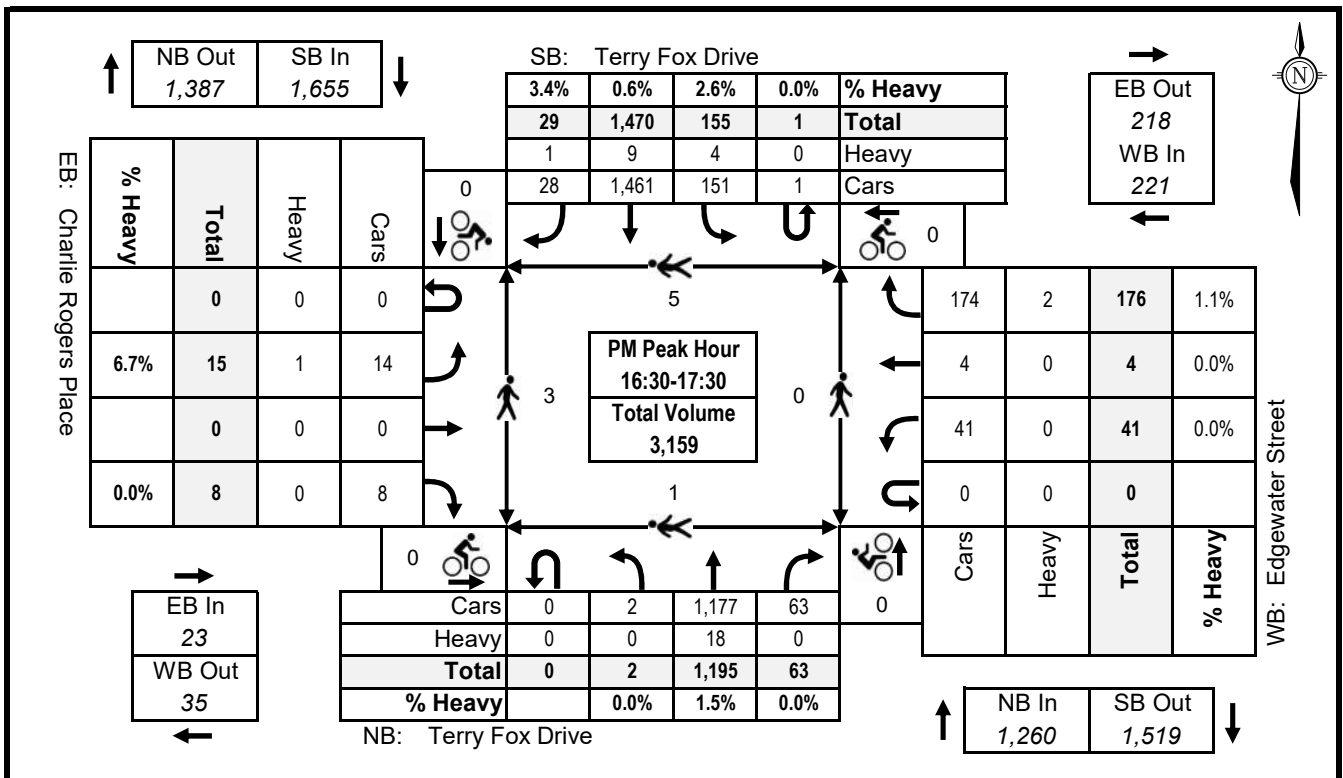 NB Out SB In
1,387 1,655
SB: Terry Fox Drive
3.4% 0.6% 2.6% 0.0% % Heavy
29 1,470 155 1 Total
1 9 4 0 Heavy
28 1,461 151 1 Cars
EB Out
218
WB In
221
N
EB: Charlie Rogers Place
% Heavy Total Heavy Cars
0 0 0
6.7% 15 1 14
0 0 0
0.0% 8 0 8
0
0
5
PM Peak Hour
16:30-17:30
Total Volume
3,159
3
0
1
174 2 176 1.1%
4 0 4 0.0%
41 0 41 0.0%
0 0 0
Cars Heavy Total % Heavy
WB: Edgewater Street
0
0
EB In
23
WB Out
35
Cars 0 2 1,177 63
Heavy 0 0 18 0
Total 0 2 1,195 63
% Heavy 0.0% 1.5% 0.0%
NB: Terry Fox Drive
NB In SB Out
1,260 1,519